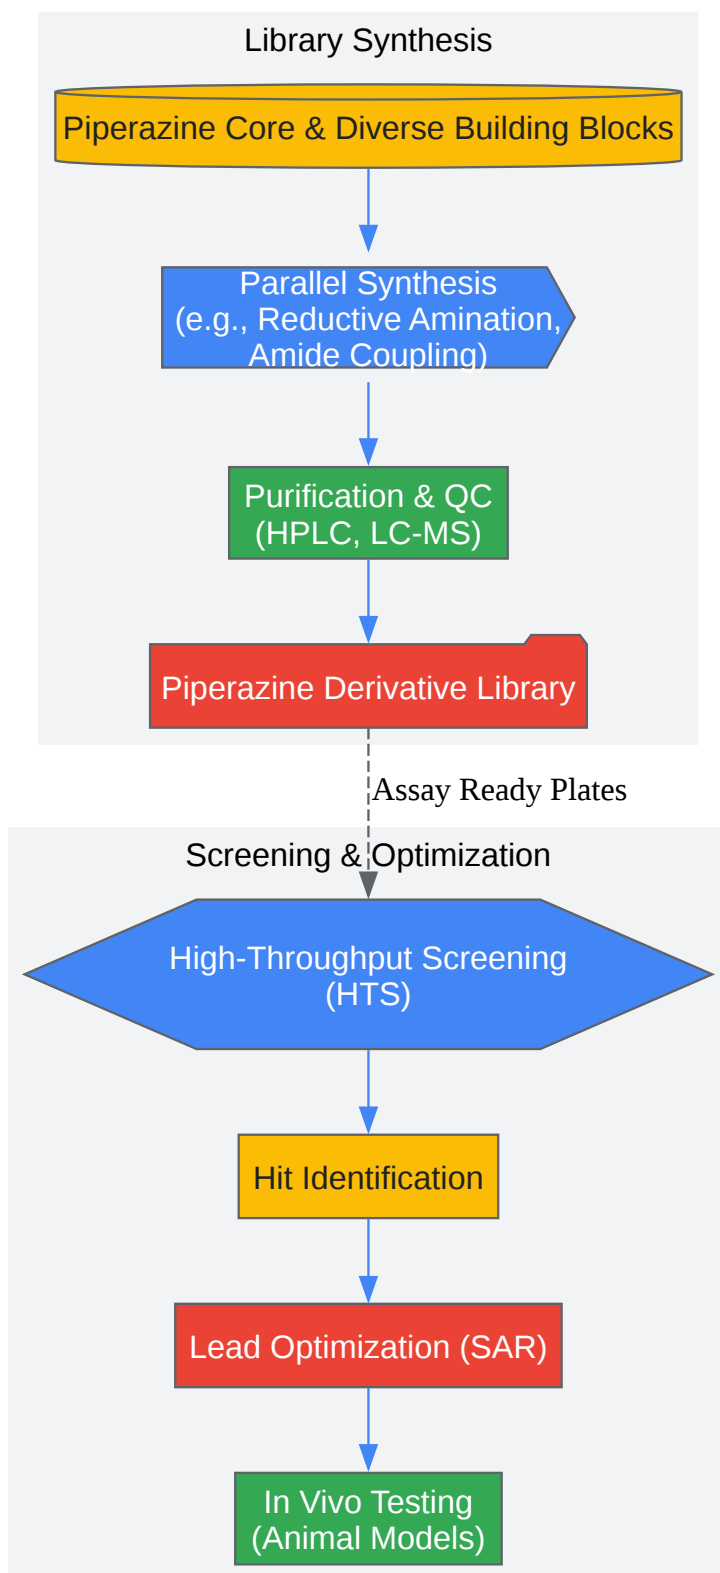 Library Synthesis
Piperazine Core & Diverse Building Blocks
Parallel Synthesis
(e.g., Reductive Amination,
Amide Coupling)
Purification & QC
(HPLC, LC-MS)
Piperazine Derivative Library
Assay Ready Plates
Screening & Optimization
High-Throughput Screening
(HTS)
Hit Identification
Lead Optimization (SAR)
In Vivo Testing
(Animal Models)